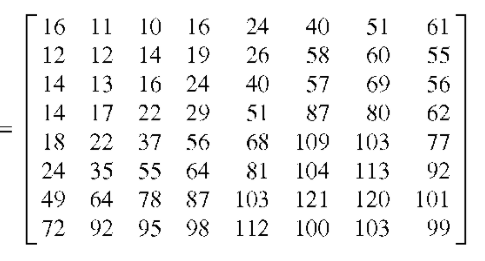 16 11 10 16 24 40 51 61
12 12 14 19 26 58 60 55
14 13 16 24 40 57 69 56
= 14 17 22 29 51 87 80 62
18 22 37 56 68 109 103 77
24 35 55 64 81 104 113 92
49 64 78 87 103 121 120 101
72 92 95 98 112 100 103 99